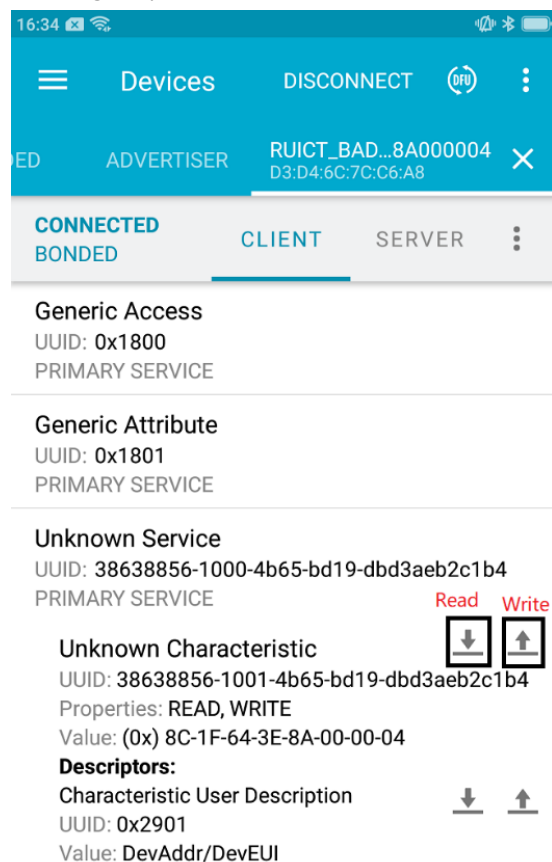 16:34
Devices DISCONNECT DFU
ED ADVERTISER RUICT_BAD...8A000004
D3:D4:6C:7C:C6:A8
CONNECTED
BONDED
CLIENT SERVER
Generic Access
UUID: 0x1800
PRIMARY SERVICE
Generic Attribute
UUID: 0x1801
PRIMARY SERVICE
Unknown Service
UUID: 38638856-1000-4b65-bd19-dbd3aeb2c1b4
PRIMARY SERVICE
Read Write
Unknown Characteristic
UUID: 38638856-1001-4b65-bd19-dbd3aeb2c1b4
Properties: READ, WRITE
Value: (0x) 8C-1F-64-3E-8A-00-00-04
Descriptors:
Characteristic User Description
UUID: 0x2901
Value: DevAddr/DevEUI